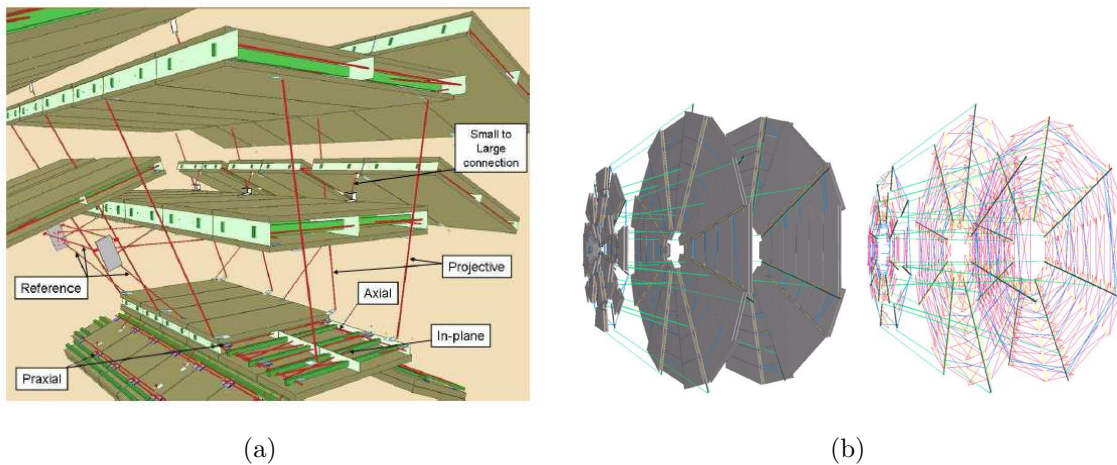 Small to
Large
connection
Projective
Reference
Axial
In-plane
Praxial
(a)
(b)